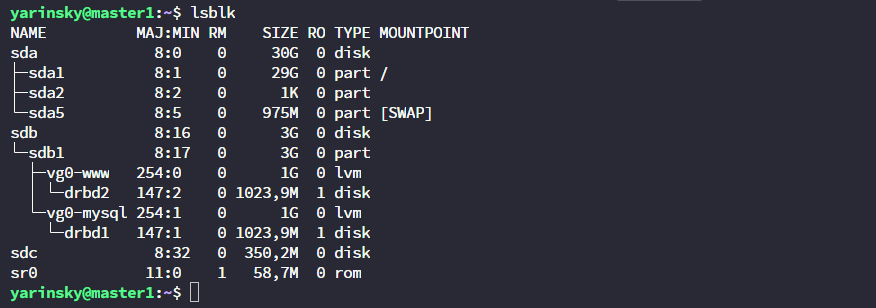 yarinsky@master1:~$ lsblk
NAME          MAJ:MIN RM    SIZE RO TYPE MOUNTPOINT
sda             8:0    0     30G  0 disk
├─sda1          8:1    0     29G  0 part /
├─sda2          8:2    0      1K  0 part
└─sda5          8:5    0    975M  0 part [SWAP]
sdb             8:16   0      3G  0 disk
└─sdb1          8:17   0      3G  0 part
  ├─vg0-www   254:0    0      1G  0 lvm
  │ └─drbd2   147:2    0 1023,9M  1 disk
  └─vg0-mysql 254:1    0      1G  0 lvm
    └─drbd1   147:1    0 1023,9M  1 disk
sdc             8:32   0  350,2M  0 disk
sr0            11:0    1   58,7M  0 rom
yarinsky@master1:~$